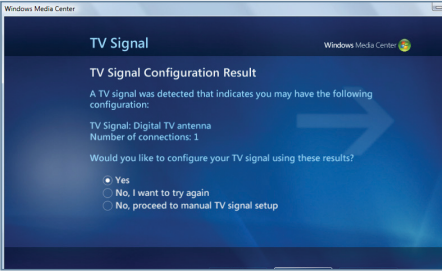 Windows Media Center
TV Signal
Windows Media Center
TV Signal Configuration Result
A TV signal was detected that indicates you may have the following
configuration:
TV Signal: Digital TV antenna
Number of connections: 1
Would you like to configure your TV signal using these results?
Yes
No, I want to try again
No, proceed to manual TV signal setup